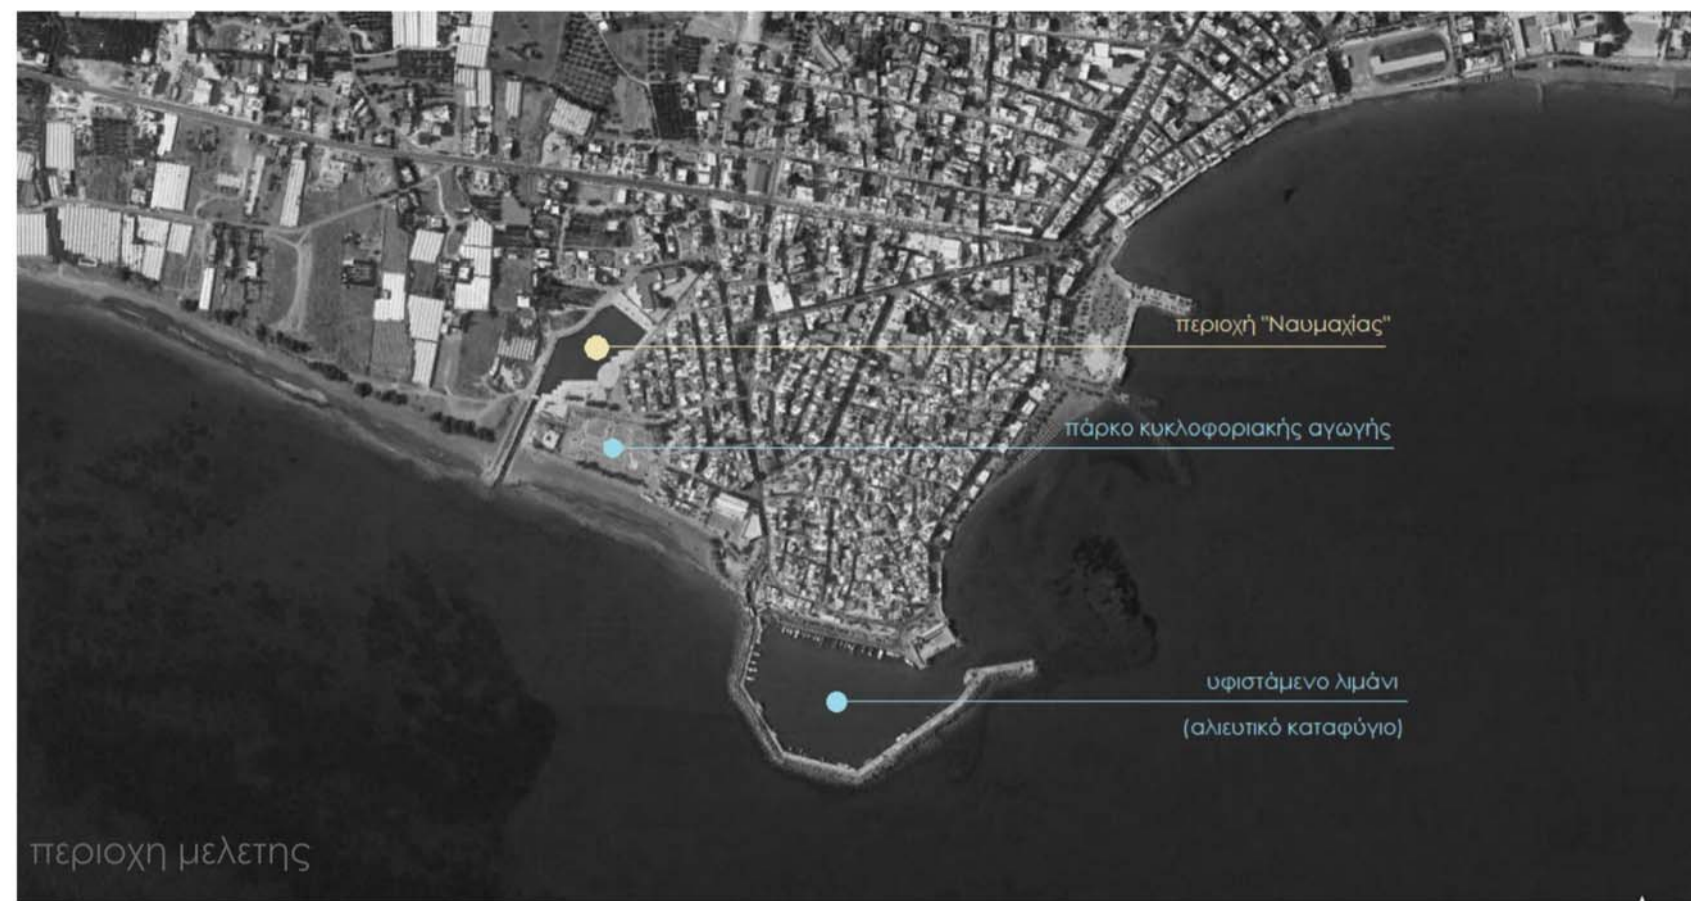 περιοχή "Ναυμαχίας"
πάρκο κυκλοφοριακής αγωγής
υφιστάμενο λιμάνι
(αλιευτικό καταφύγιο)
περιοχη μελετης